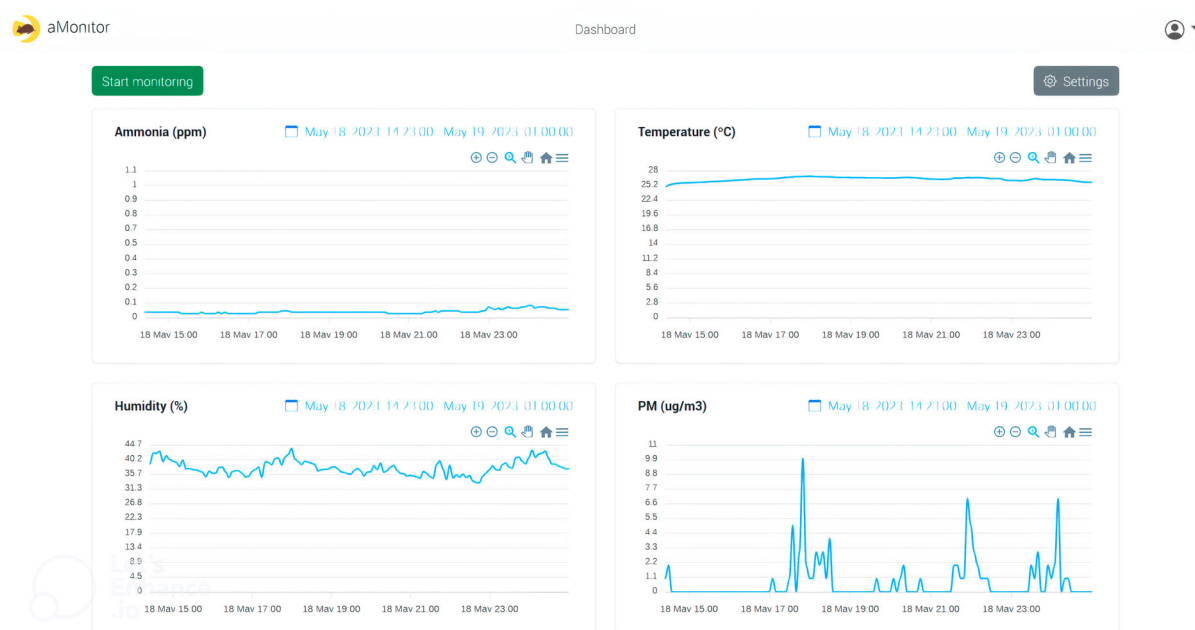 aMonitor
Dashboard
Start monitoring
Settings
Ammonia (ppm)
May 18 2023 14 23 00 May 19 2023 01 00 00
1.1
1
0.9
0.8
0.7
0.5
0.4
0.3
0.2
0.1
0
18 May 15:00 18 May 17:00 18 May 19:00 18 May 21:00 18 May 23:00
Temperature (ºC)
May 18 2023 14 23 00 May 19 2023 01 00 00
28
25.2
22.4
19.6
16.8
14
11.2
8.4
5.6
2.8
0
18 May 15:00 18 May 17:00 18 May 19:00 18 May 21:00 18 May 23:00
Humidity (%)
May 18 2023 14 23 00 May 19 2023 01 00 00
44.7
40.2
35.7
31.3
26.8
22.3
17.9
13.4
8.9
4.5
0
18 May 15:00 18 May 17:00 18 May 19:00 18 May 21:00 18 May 23:00
PM (ug/m3)
May 18 2023 14 23 00 May 19 2023 01 00 00
11
9.9
8.8
7.7
6.6
5.5
4.4
3.3
2.2
1.1
0
18 May 15:00 18 May 17:00 18 May 19:00 18 May 21:00 18 May 23:00
Let's
Enhance
.io